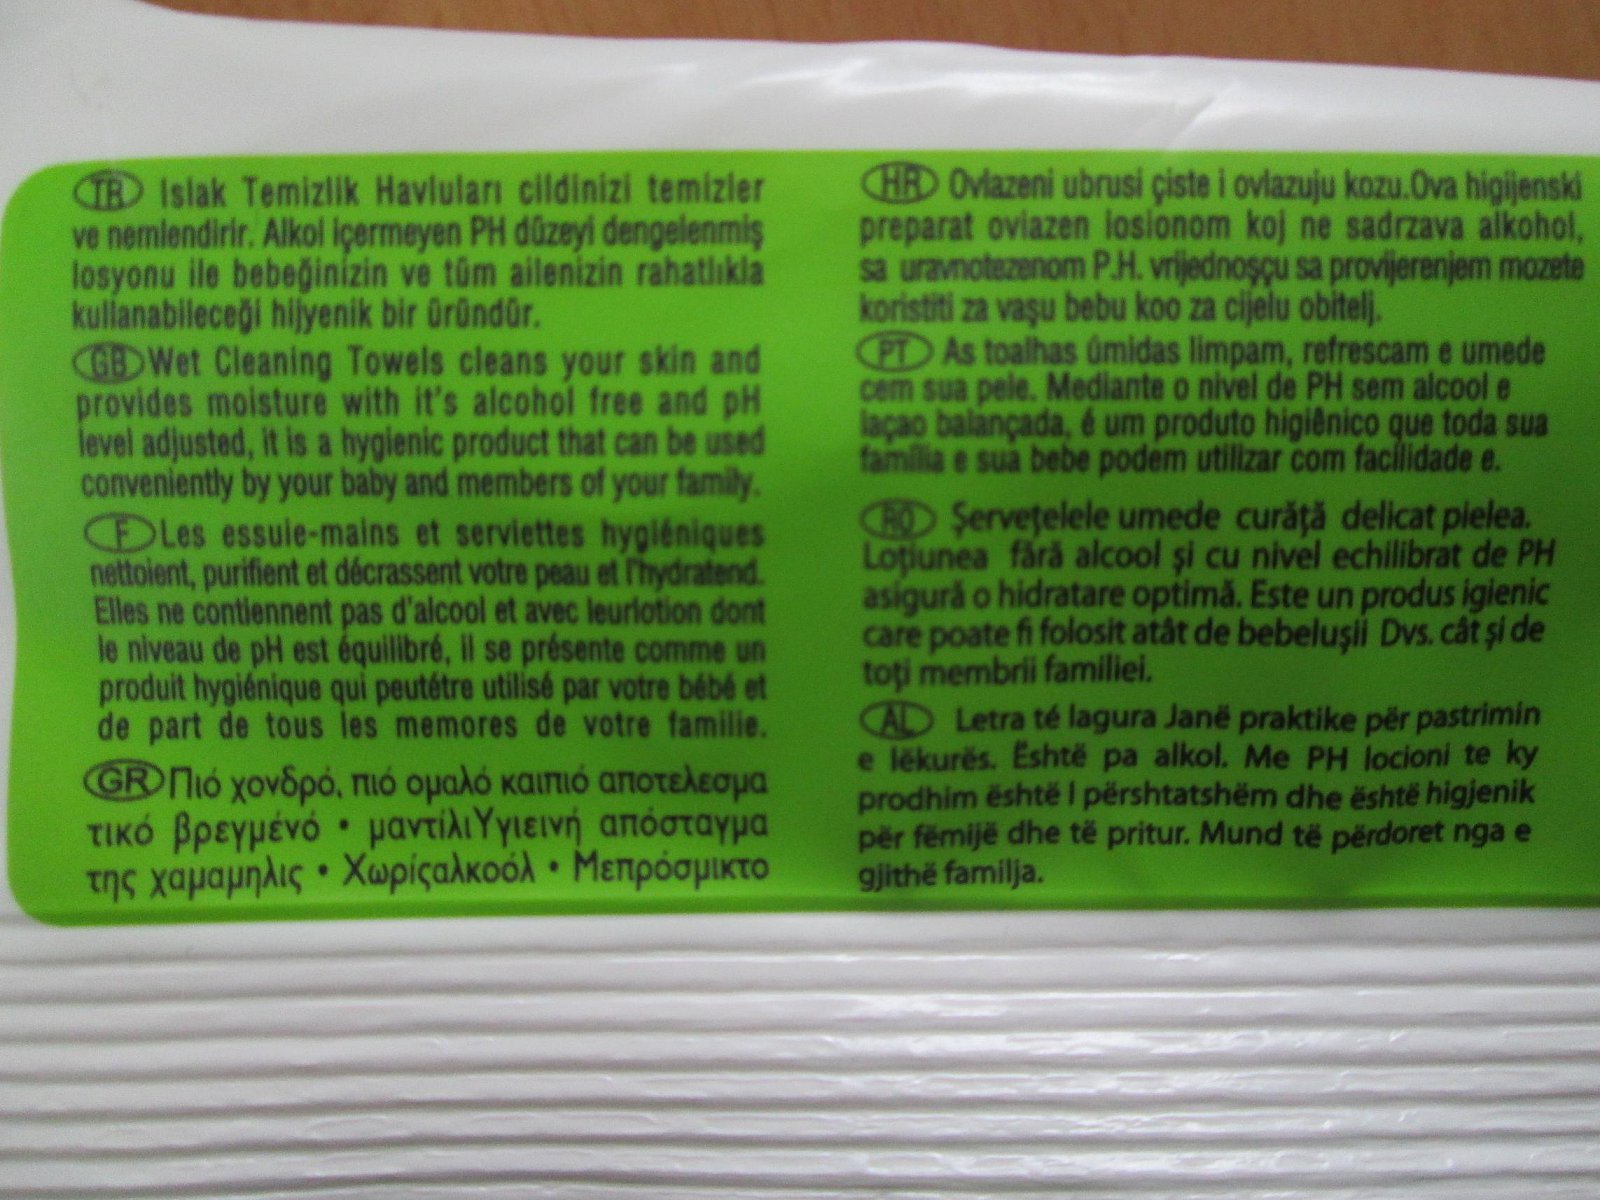 TR Islak Temizlik Havluları cildinizi temizler
ve nemlendirir. Alkol içermeyen PH dûzeyi dengelenmiş
losyonu ile bebeğinizin ve tûm ailenizin rahatlıkla
kullanabileceği hijyenik bir ûrûndûr.
GB Wet Cleaning Towels cleans your skin and
provides moisture with it's alcohol free and pH
level adjusted, it is a hygienic product that can be used
conveniently by your baby and members of your family.
F Les essuie-mains et serviettes hygiéniques
nettoient, purifient et décrassent votre peau et l'hydratend.
Elles ne contiennent pas d'alcool et avec leurlotion dont
le niveau de pH est équilibré, il se présente comme un
produit hygiénique qui peutétre utilisé par votre bébé et
de part de tous les memores de votre familie.
GR Πιό χονδρό, πιό ομαλό καιπιό αποτελεσμα
τικό βρεγμένό • μαντίλιΥγιεινή απόσταγμα
της χαμαμηλις • Χωρίςαλκοόλ • Μεπρόσμικτο
HR Ovlazeni ubrusi çiste i ovlazuju kozu.Ova higijenski
preparat ovlazen losionom koj ne sadrzava alkohol,
sa uravnotezenom P.H. vrijednoşçu sa provijerenjem mozete
koristiti za vaşu bebu koo za cijelu obitelj.
PT As toalhas úmidas limpam, refrescam e umede
cem sua pele. Mediante o nivel de PH sem alcool e
laçao balançada, é um produto higiênico que toda sua
família e sua bebe podem utilizar com facilidade e.
RO Şerveţelele umede curăţă delicat pielea.
Loţiunea fără alcool şi cu nivel echilibrat de PH
asigură o hidratare optimă. Este un produs igienic
care poate fi folosit atât de bebeluşii Dvs. cât şi de
toţi membrii familiei.
AL Letra té lagura Janë praktike për pastrimin
e lëkurës. Është pa alkol. Me PH locioni te ky
prodhim është I përshtatshëm dhe është higjenik
për fëmijë dhe të pritur. Mund të përdoret nga e
gjithë familja.